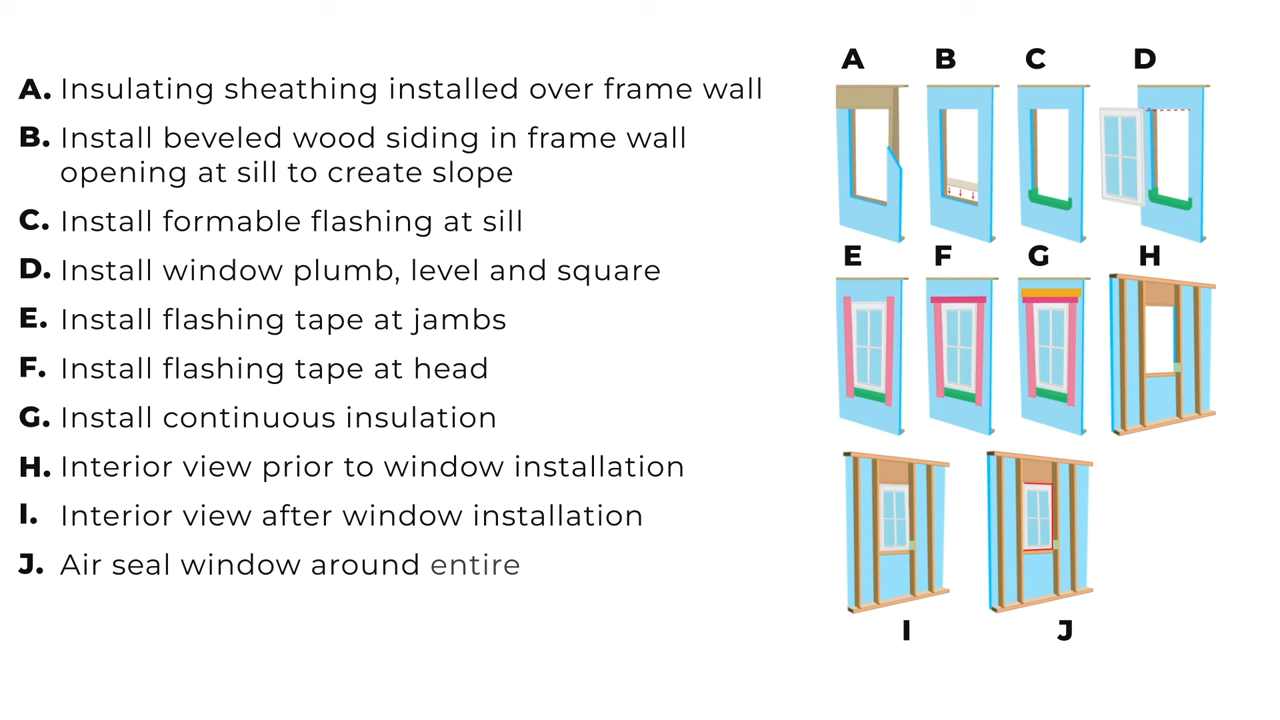 A. Insulating sheathing installed over frame wall
B. Install beveled wood siding in frame wall
opening at sill to create slope
C. Install formable flashing at sill
D. Install window plumb, level and square
E. Install flashing tape at jambs
F. Install flashing tape at head
G. Install continuous insulation
H. Interior view prior to window installation
I. Interior view after window installation
J. Air seal window around entire
A B C D
E F G H
I J